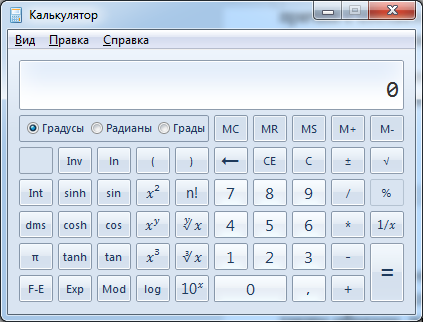 Калькулятор
Вид Правка Справка
0
Градусы Радианы Грады MC MR MS M+ M-
Inv ln ( ) ← CE C ± √
Int sinh sin x² n! 7 8 9 / %
dms cosh cos xʸ ʸ√x 4 5 6 * 1/x
π tanh tan x³ ³√x 1 2 3 - =
F-E Exp Mod log 10ˣ 0 , +